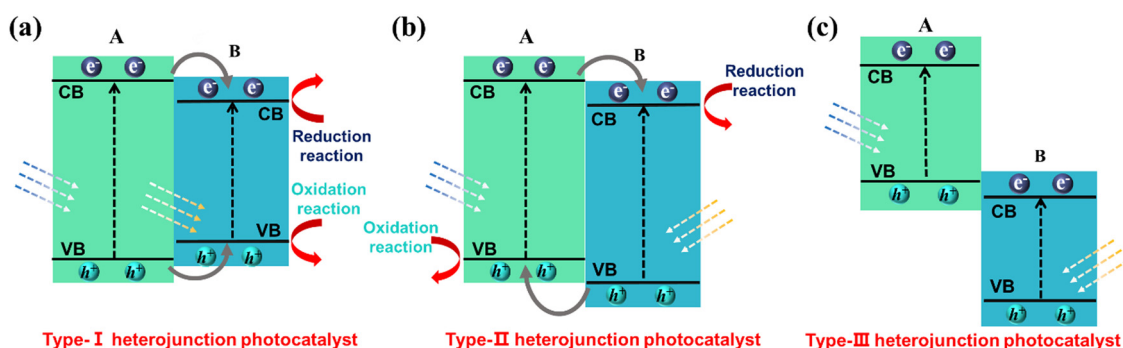 (a)
A
B
e⁻ e⁻
e⁻ e⁻
CB
CB
Reduction
reaction
Oxidation
reaction
VB
VB
h⁺ h⁺
h⁺ h⁺
Type-Ⅰ heterojunction photocatalyst
(b)
A
B
e⁻ e⁻
e⁻ e⁻
CB
CB
Reduction
reaction
Oxidation
reaction
VB
VB
h⁺ h⁺
h⁺ h⁺
Type-Ⅱ heterojunction photocatalyst
(c)
A
e⁻ e⁻
CB
VB
h⁺ h⁺
B
e⁻ e⁻
CB
VB
h⁺ h⁺
Type-Ⅲ heterojunction photocatalyst